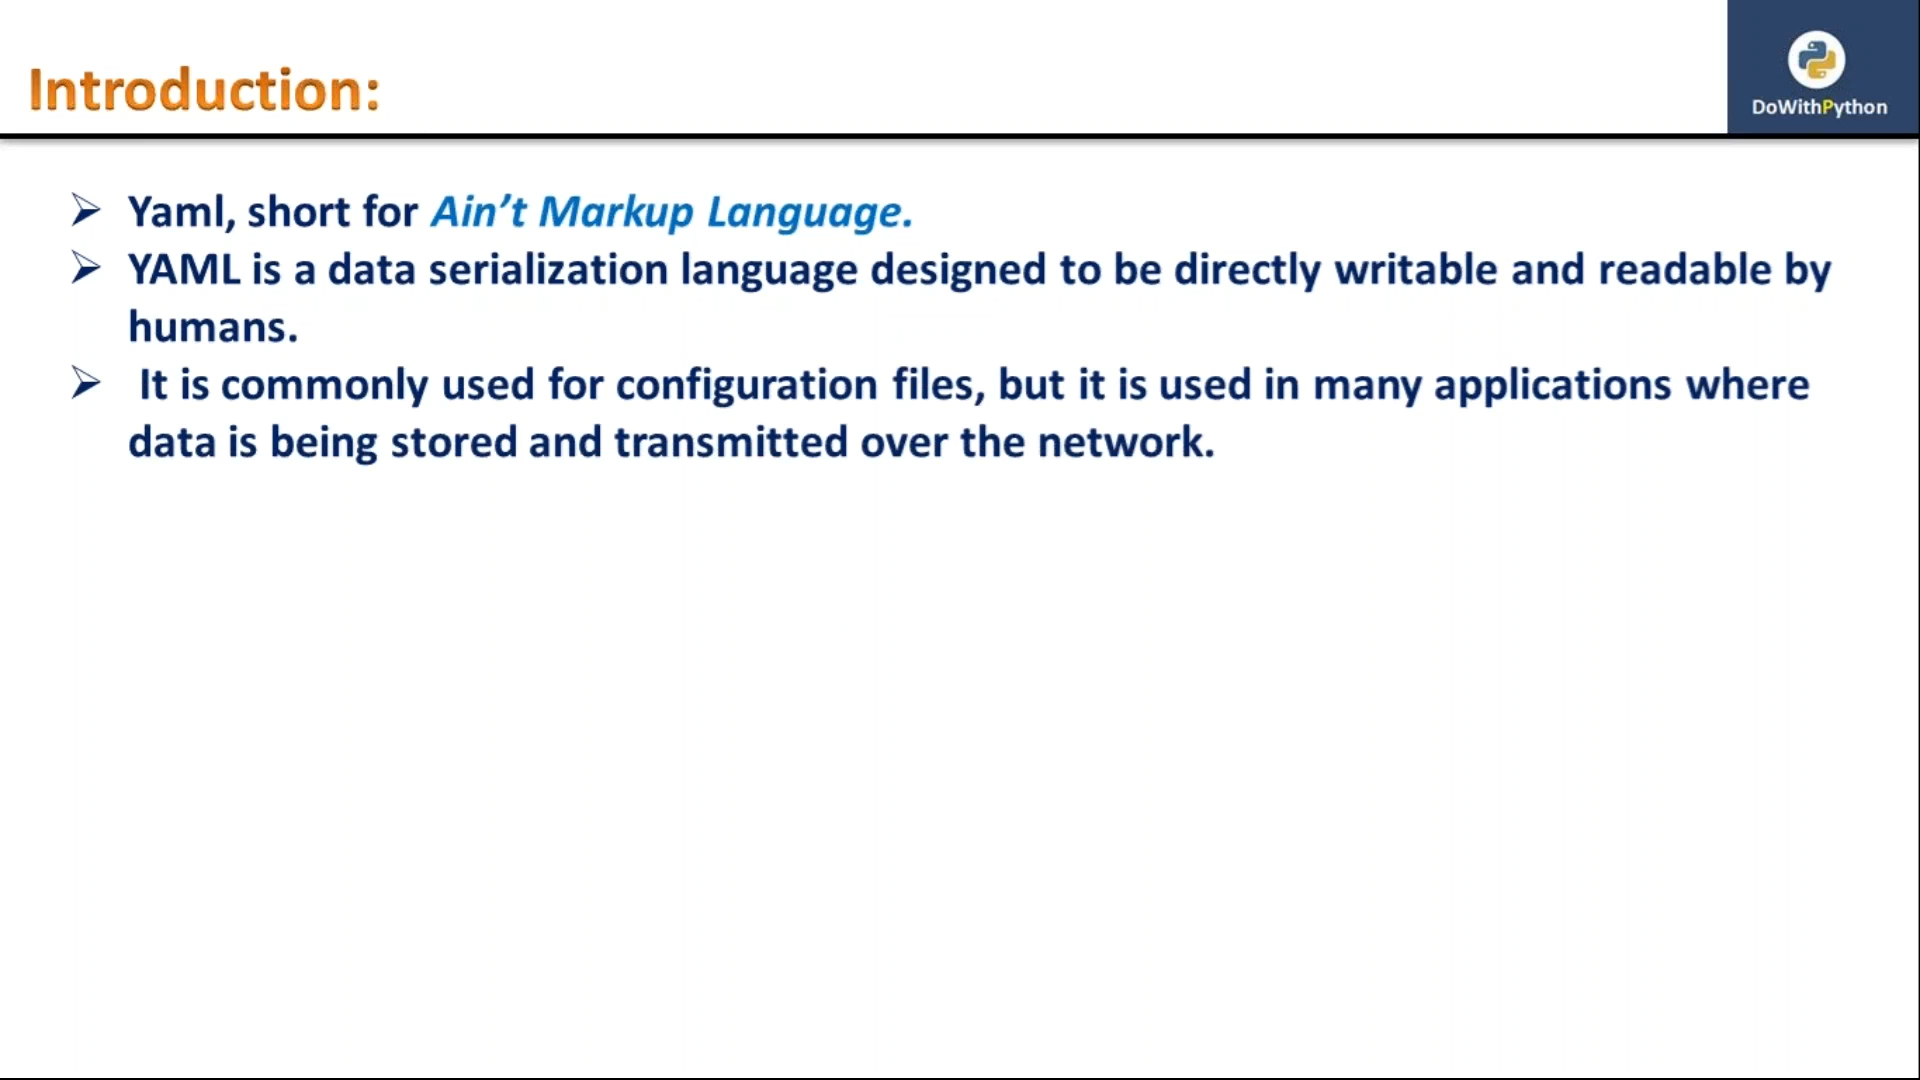 Introduction:
DoWithPython
➢ Yaml, short for Ain’t Markup Language.
➢ YAML is a data serialization language designed to be directly writable and readable by
humans.
➢ It is commonly used for configuration files, but it is used in many applications where
data is being stored and transmitted over the network.